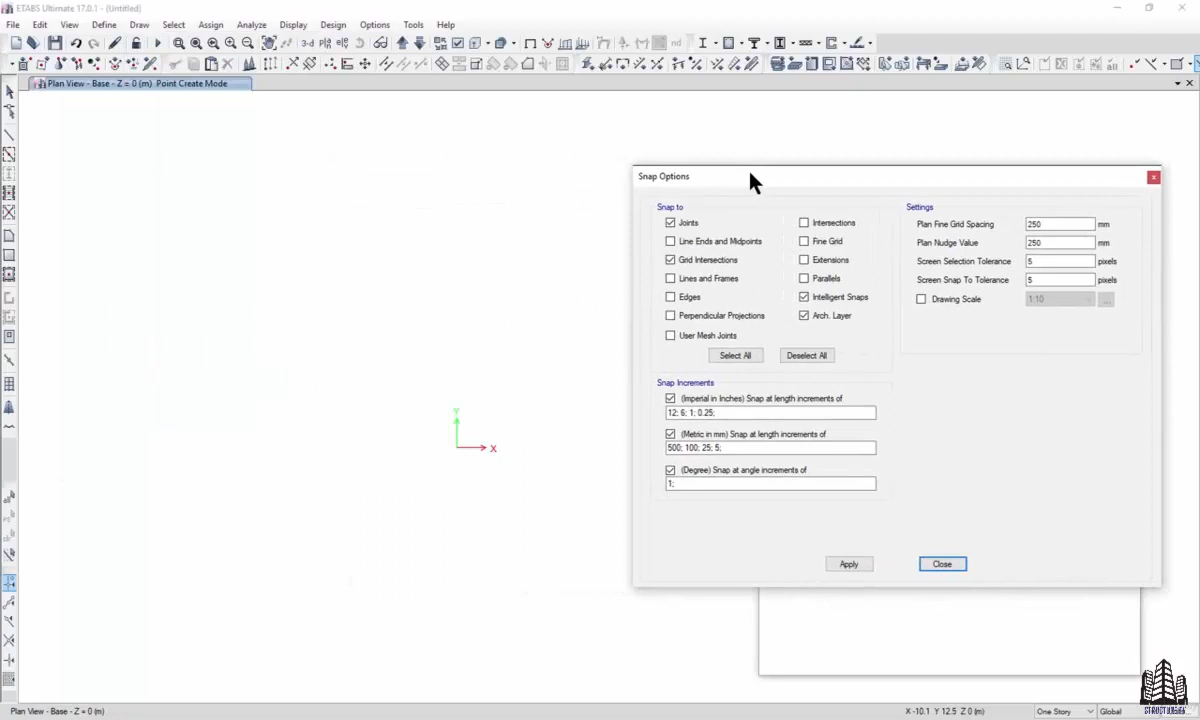 ETABS Ultimate 17.0.1 - (Untitled)
File Edit View Define Draw Select Assign Analyze Display Design Options Tools Help
3-d
nd
Plan View - Base - Z = 0 (m) Point Create Mode
Snap Options
Snap to
Joints
Intersections
Line Ends and Midpoints
Fine Grid
Grid Intersections
Extensions
Lines and Frames
Parallels
Edges
Intelligent Snaps
Perpendicular Projections
Arch. Layer
User Mesh Joints
Select All
Deselect All
Settings
Plan Fine Grid Spacing 250 mm
Plan Nudge Value 250 mm
Screen Selection Tolerance 5 pixels
Screen Snap To Tolerance 5 pixels
Drawing Scale 1:10 ...
Snap Increments
(Imperial in Inches) Snap at length increments of
12; 6; 1; 0.25;
(Metric in mm) Snap at length increments of
500; 100; 25; 5;
(Degree) Snap at angle increments of
1;
Apply
Close
Y
X
Plan View - Base - Z = 0 (m)
X -10.1 Y 12.5 Z 0 (m)
One Story
Global